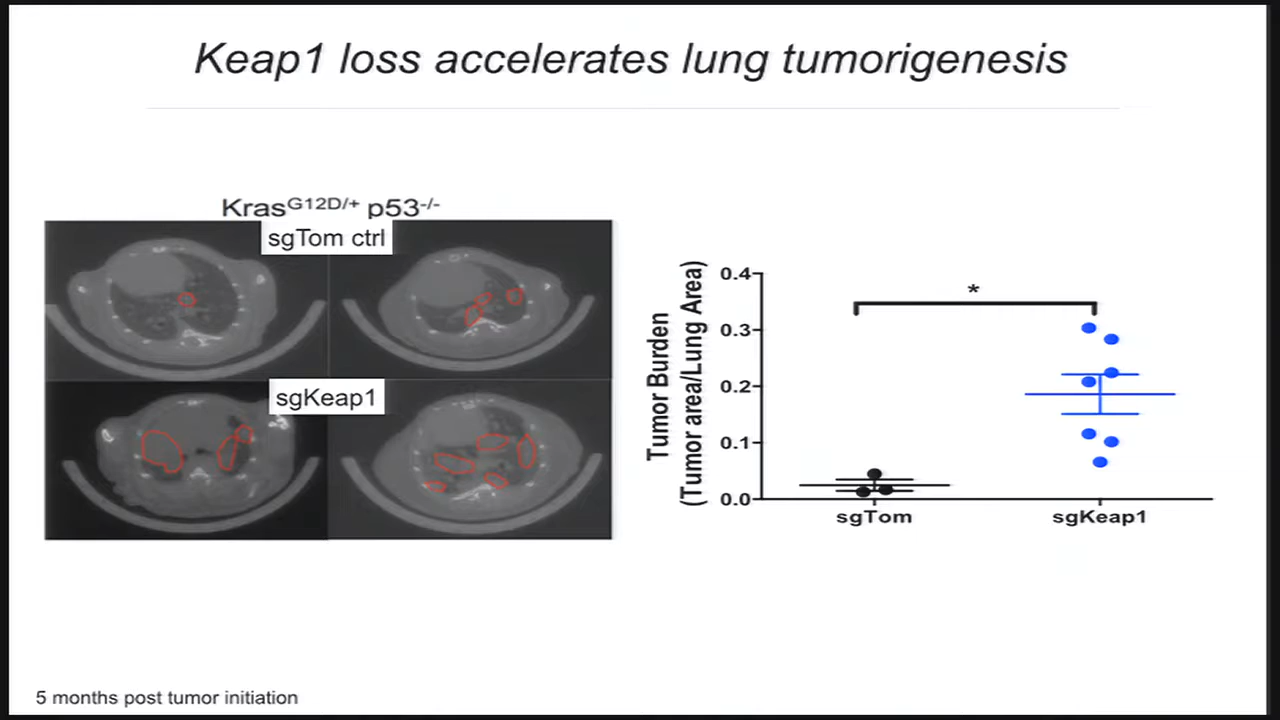 Keap1 loss accelerates lung tumorigenesis
KrasG12D/+ p53-/-
sgTom ctrl
sgKeap1
Tumor Burden
(Tumor area/Lung Area)
0.4
0.3
0.2
0.1
0.0
*
sgTom
sgKeap1
5 months post tumor initiation